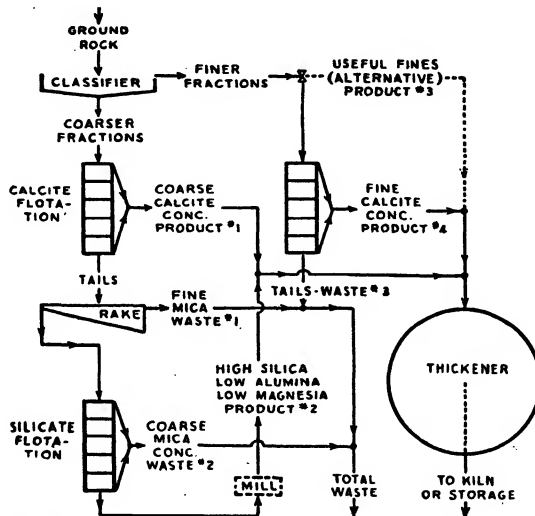 GROUND
ROCK
CLASSIFIER
FINER
FRACTIONS
USEFUL FINES
(ALTERNATIVE)
PRODUCT #3
COARSER
FRACTIONS
CALCITE
FLOTA-
TION
COARSE
CALCITE
CONC.
PRODUCT #1
FINE
CALCITE
CONC.
PRODUCT #4
TAILS
TAILS-WASTE #3
RAKE
FINE
MICA
WASTE #1
THICKENER
HIGH SILICA
LOW ALUMINA
LOW MAGNESIA
PRODUCT #2
SILICATE
FLOTA-
TION
COARSE
MICA
CONC.
WASTE #2
MILL
TOTAL
WASTE
TO KILN
OR STORAGE